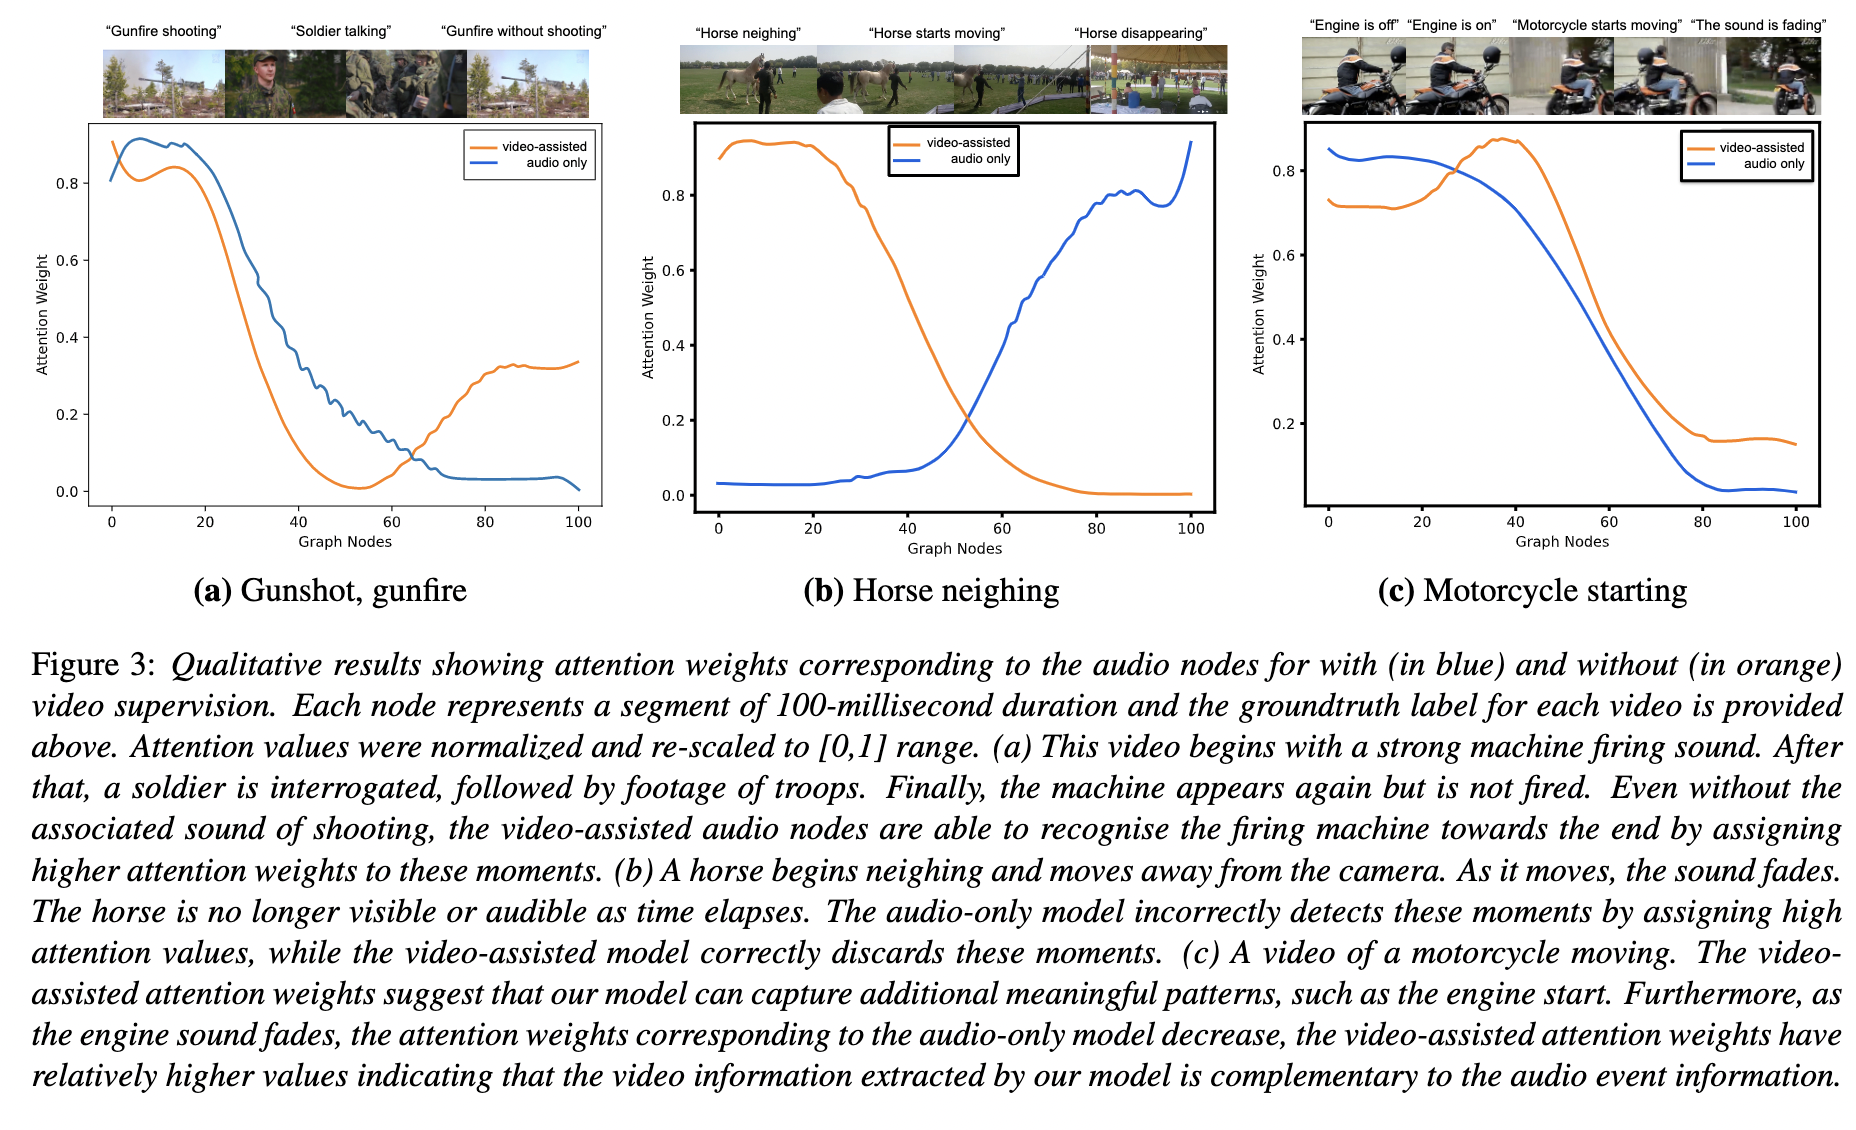 “Gunfire shooting” “Soldier talking” “Gunfire without shooting”
video-assisted
audio only
0.8
0.6
0.4
0.2
0.0
Attention Weight
0 20 40 60 80 100
Graph Nodes
(a) Gunshot, gunfire
“Horse neighing” “Horse starts moving” “Horse disappearing”
video-assisted
audio only
0.8
0.6
0.4
0.2
0.0
Attention Weight
0 20 40 60 80 100
Graph Nodes
(b) Horse neighing
“Engine is off” “Engine is on” “Motorcycle starts moving” “The sound is fading”
video-assisted
audio only
0.8
0.6
0.4
0.2
Attention Weight
0 20 40 60 80 100
Graph Nodes
(c) Motorcycle starting
Figure 3: Qualitative results showing attention weights corresponding to the audio nodes for with (in blue) and without (in orange)
video supervision. Each node represents a segment of 100-millisecond duration and the groundtruth label for each video is provided
above. Attention values were normalized and re-scaled to [0,1] range. (a) This video begins with a strong machine firing sound. After
that, a soldier is interrogated, followed by footage of troops. Finally, the machine appears again but is not fired. Even without the
associated sound of shooting, the video-assisted audio nodes are able to recognise the firing machine towards the end by assigning
higher attention weights to these moments. (b) A horse begins neighing and moves away from the camera. As it moves, the sound fades.
The horse is no longer visible or audible as time elapses. The audio-only model incorrectly detects these moments by assigning high
attention values, while the video-assisted model correctly discards these moments. (c) A video of a motorcycle moving. The video-
assisted attention weights suggest that our model can capture additional meaningful patterns, such as the engine start. Furthermore, as
the engine sound fades, the attention weights corresponding to the audio-only model decrease, the video-assisted attention weights have
relatively higher values indicating that the video information extracted by our model is complementary to the audio event information.